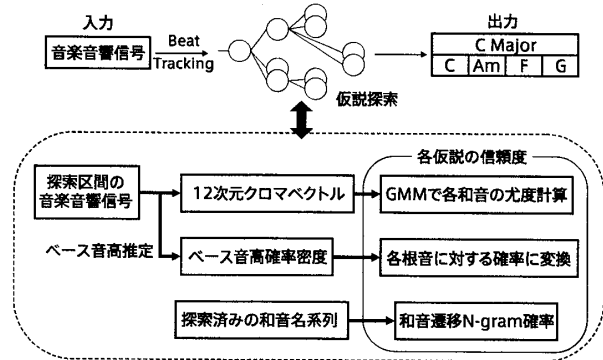 入力
音楽音響信号
Beat
Tracking
仮説探索
出力
C Major
C Am F G
各仮説の信頼度
探索区間の
音楽音響信号
12次元クロマベクトル
GMMで各和音の尤度計算
ベース音高推定
ベース音高確率密度
各根音に対する確率に変換
探索済みの和音名系列
和音遷移N-gram確率